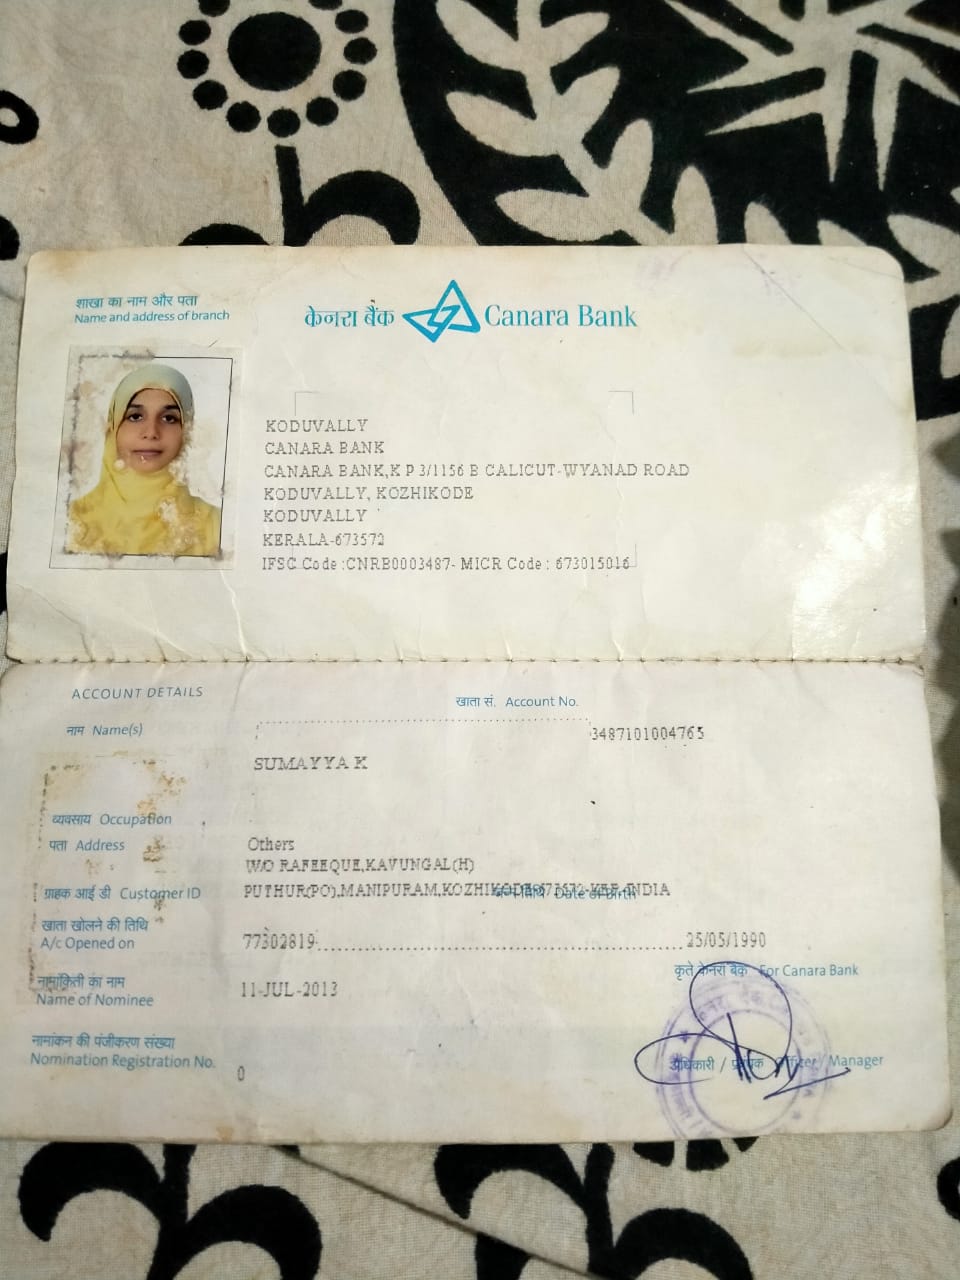 शाखा का नाम और पता
Name and address of branch
केनरा बैंक Canara Bank
KODUVALLY
CANARA BANK
CANARA BANK,K P 3/1156 B CALICUT-WYANAD ROAD
KODUVALLY, KOZHIKODE
KODUVALLY
KERALA-673572
IFSC Code :CNRB0003487- MICR Code : 673015016
ACCOUNT DETAILS
खाता सं. Account No.
नाम Name(s)
3487101004765
SUMAYYA K
व्यवसाय Occupation
पता Address Others
W/O RAFEEQUE,KAVUNGAL(H)
ग्राहक आई डी Customer ID PUTHUR(PO),MANIPURAM,KOZHIKODE-673572-KER-INDIA
जन्म तिथि Date of Birth
खाता खोलने की तिथि
A/c Opened on 77302819 25/05/1990
कृते केनरा बैंक For Canara Bank
नामांकिती का नाम
Name of Nominee 11-JUL-2013
नामांकन की पंजीकरण संख्या
Nomination Registration No. 0
अधिकारी / प्रबंधक Officer / Manager